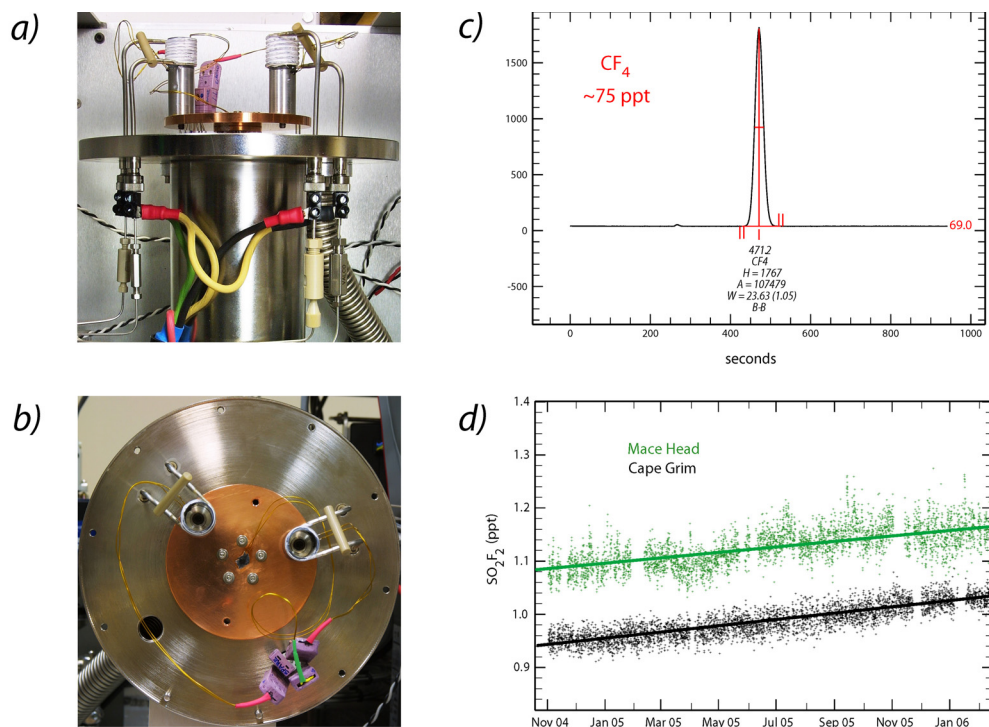 a)
b)
c)
CF4
~75 ppt
1500
1000
500
0
-500
69.0
4712
CF4
H = 1767
A = 107479
W = 23.63 (1.05)
B-B
0
200
400
600
800
1000
seconds
d)
1.4
1.3
1.2
1.1
1.0
0.9
SO2F2 (ppt)
Mace Head
Cape Grim
Nov 04
Jan 05
Mar 05
May 05
Jul 05
Sep 05
Nov 05
Jan 06